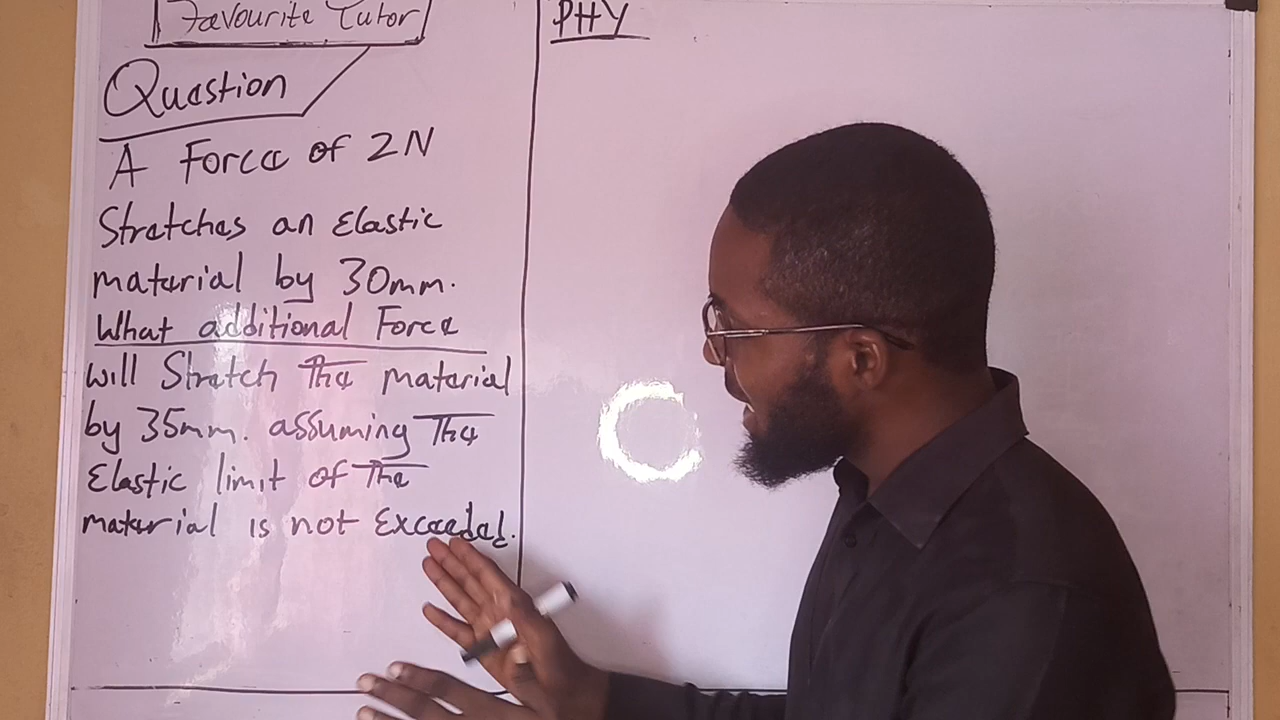 Favourite Tutor
Question
A Force of 2N
Stretches an Elastic
material by 30mm.
What additional Force
will Stretch The material
by 35mm. assuming The
Elastic limit of The
material is not Exceeded.
PHY